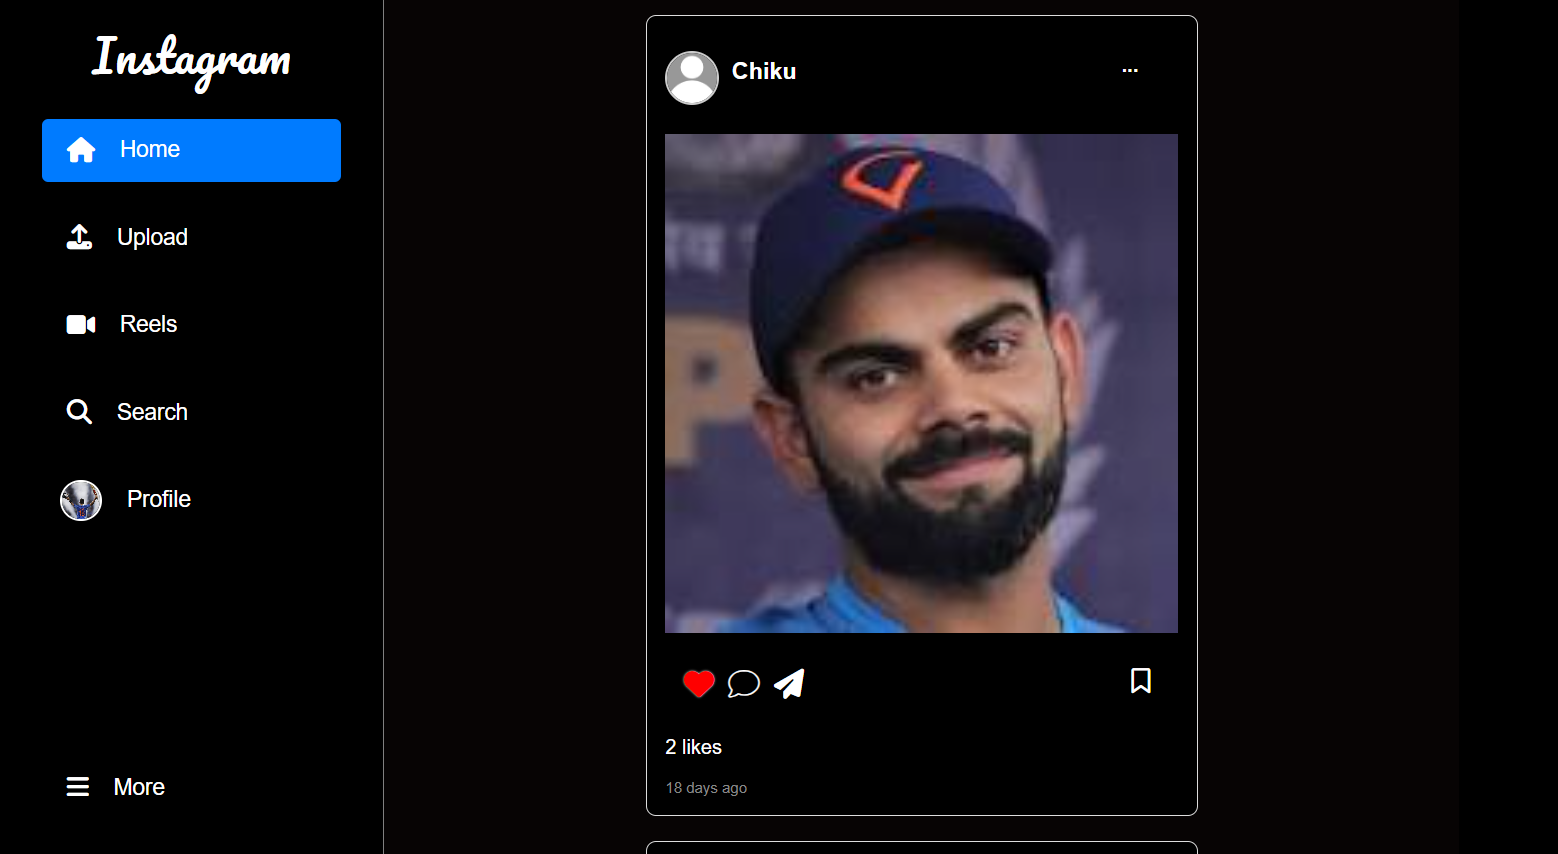 Instagram
Home
Upload
Reels
Search
Profile
More
Chiku
...
P
2 likes
18 days ago